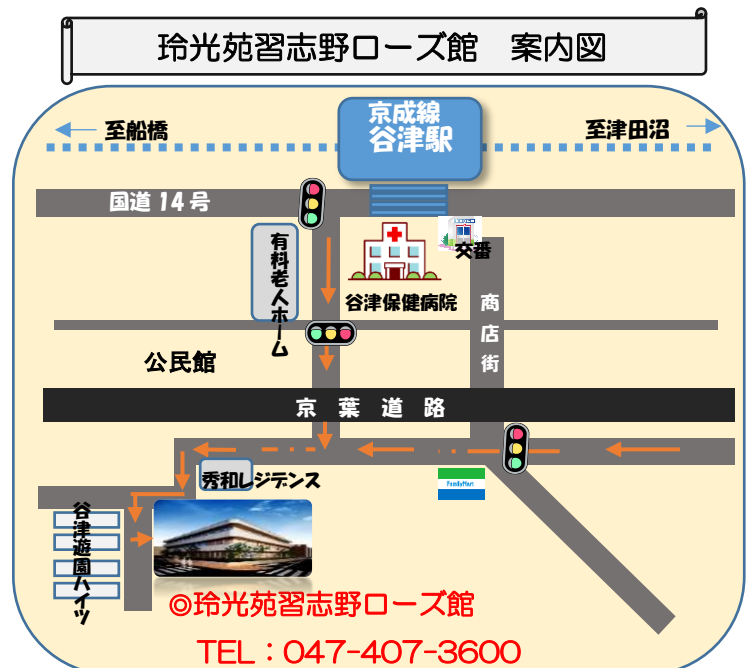 玲光苑習志野ローズ館　案内図
至船橋
京成線
谷津駅
至津田沼
国道14号
有料老人ホーム
交番
谷津保健病院
商店街
公民館
京葉道路
秀和レジデンス
FamilyMart
谷津遊園ハイツ
◎玲光苑習志野ローズ館
TEL：047-407-3600